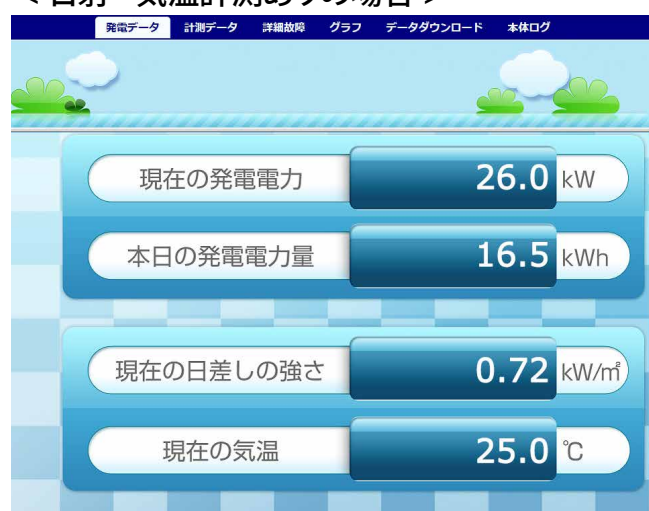 発電データ 計測データ 詳細故障 グラフ データダウンロード 本体ログ
現在の発電電力 26.0 kW
本日の発電電力量 16.5 kWh
現在の日差しの強さ 0.72 kW/㎡
現在の気温 25.0 ℃